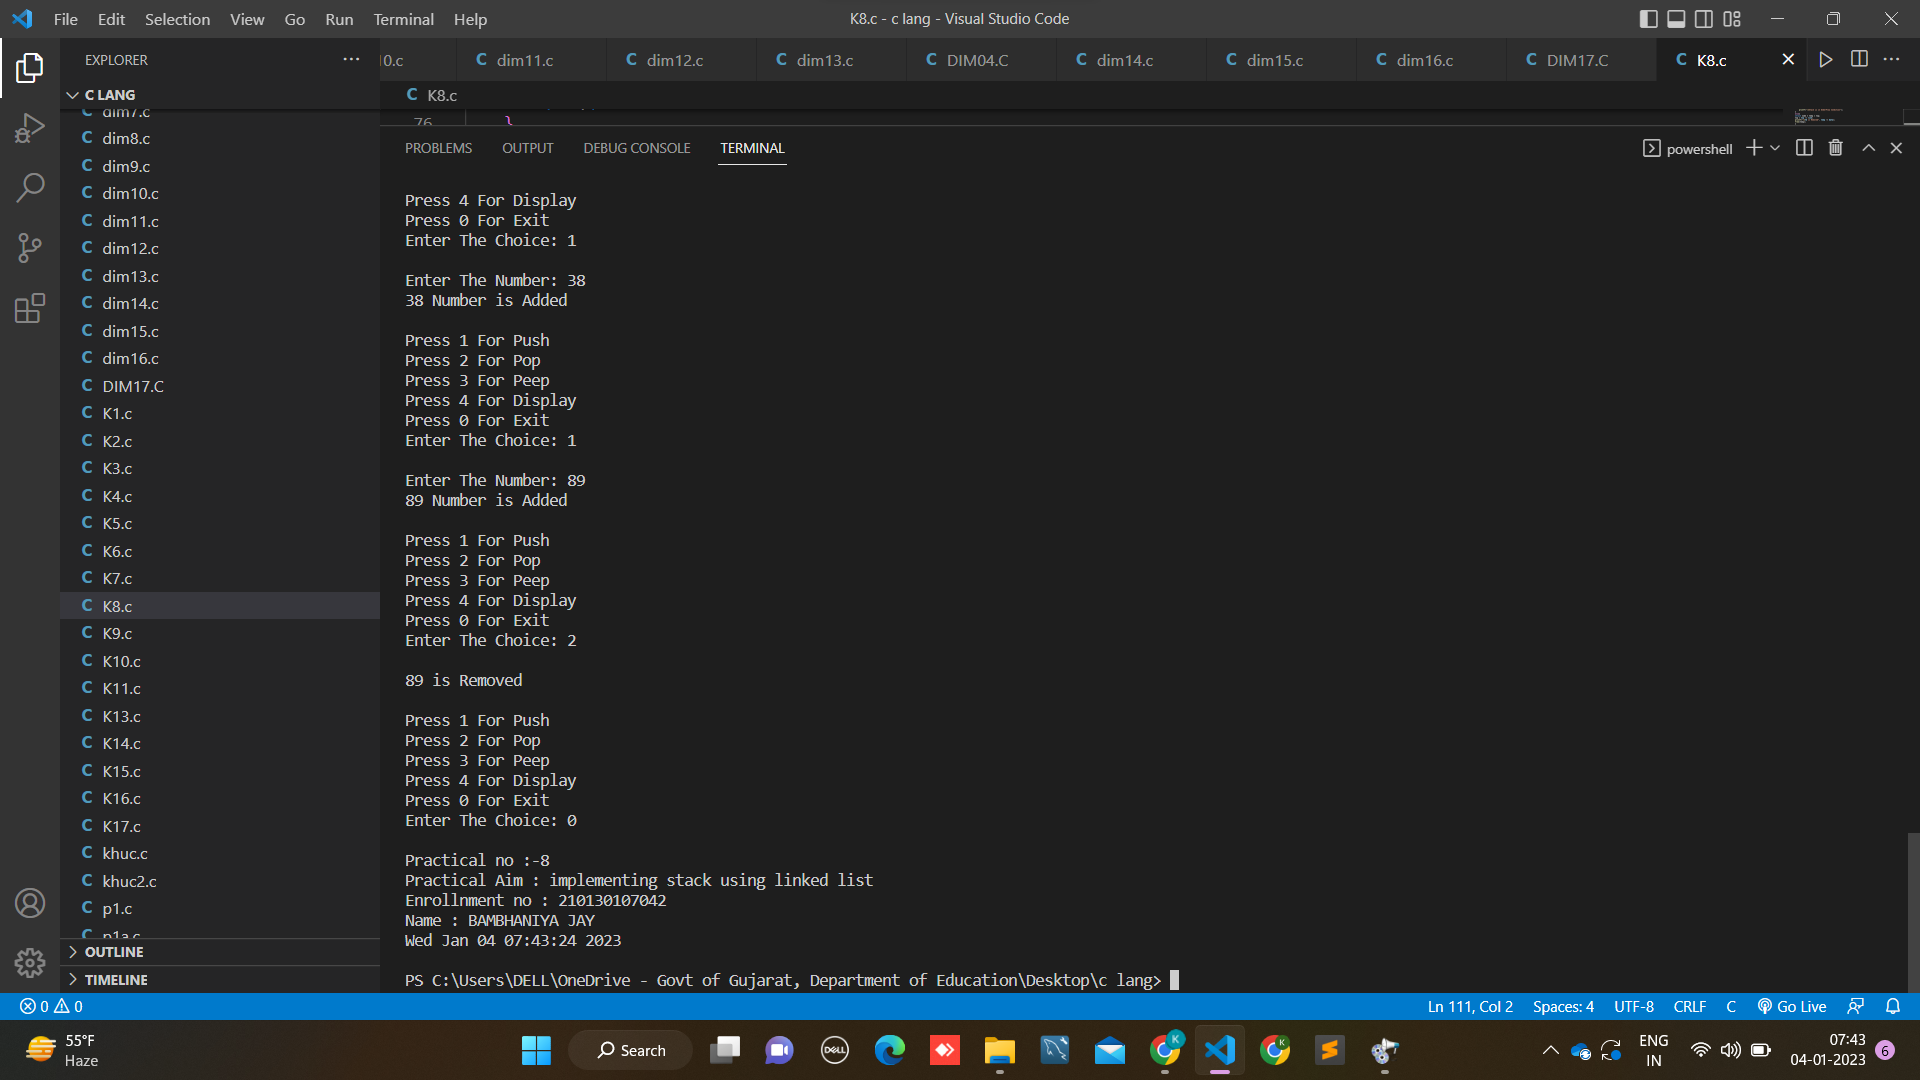 File Edit Selection View Go Run Terminal Help
K8.c - c lang - Visual Studio Code
EXPLORER
10.c dim11.c dim12.c dim13.c DIM04.C dim14.c dim15.c dim16.c DIM17.C K8.c
C LANG
K8.c
dim7.c
dim8.c
dim9.c
dim10.c
dim11.c
dim12.c
dim13.c
dim14.c
dim15.c
dim16.c
DIM17.C
K1.c
K2.c
K3.c
K4.c
K5.c
K6.c
K7.c
K8.c
K9.c
K10.c
K11.c
K13.c
K14.c
K15.c
K16.c
K17.c
khuc.c
khuc2.c
p1.c
p1a.c
OUTLINE
TIMELINE
76 }
PROBLEMS OUTPUT DEBUG CONSOLE TERMINAL
powershell
Press 4 For Display
Press 0 For Exit
Enter The Choice: 1
Enter The Number: 38
38 Number is Added
Press 1 For Push
Press 2 For Pop
Press 3 For Peep
Press 4 For Display
Press 0 For Exit
Enter The Choice: 1
Enter The Number: 89
89 Number is Added
Press 1 For Push
Press 2 For Pop
Press 3 For Peep
Press 4 For Display
Press 0 For Exit
Enter The Choice: 2
89 is Removed
Press 1 For Push
Press 2 For Pop
Press 3 For Peep
Press 4 For Display
Press 0 For Exit
Enter The Choice: 0
Practical no :-8
Practical Aim : implementing stack using linked list
Enrollnment no : 210130107042
Name : BAMBHANIYA JAY
Wed Jan 04 07:43:24 2023
PS C:\Users\DELL\OneDrive - Govt of Gujarat, Department of Education\Desktop\c lang>
0 0
Ln 111, Col 2 Spaces: 4 UTF-8 CRLF C Go Live
55°F
Haze
Search
DELL
K
K
ENG
IN
07:43
04-01-2023
6